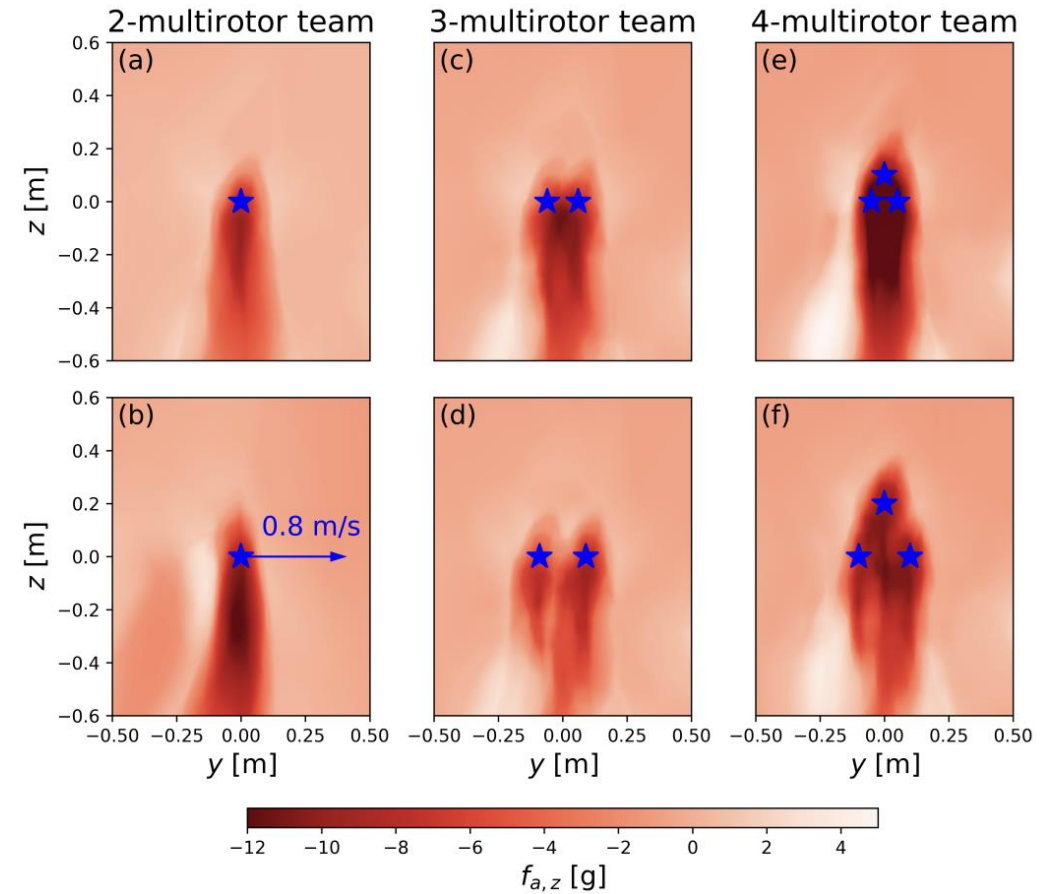 2-multirotor team 3-multirotor team 4-multirotor team
(a) (c) (e)
0.6
0.4
0.2
0.0
−0.2
−0.4
−0.6
z [m]
(b) (d) (f)
0.6
0.4
0.2
0.0
−0.2
−0.4
−0.6
z [m]
0.8 m/s
−0.50 −0.25 0.00 0.25 0.50 −0.50 −0.25 0.00 0.25 0.50 −0.50 −0.25 0.00 0.25 0.50
y [m] y [m] y [m]
−12 −10 −8 −6 −4 −2 0 2 4
f_{a, z} [g]